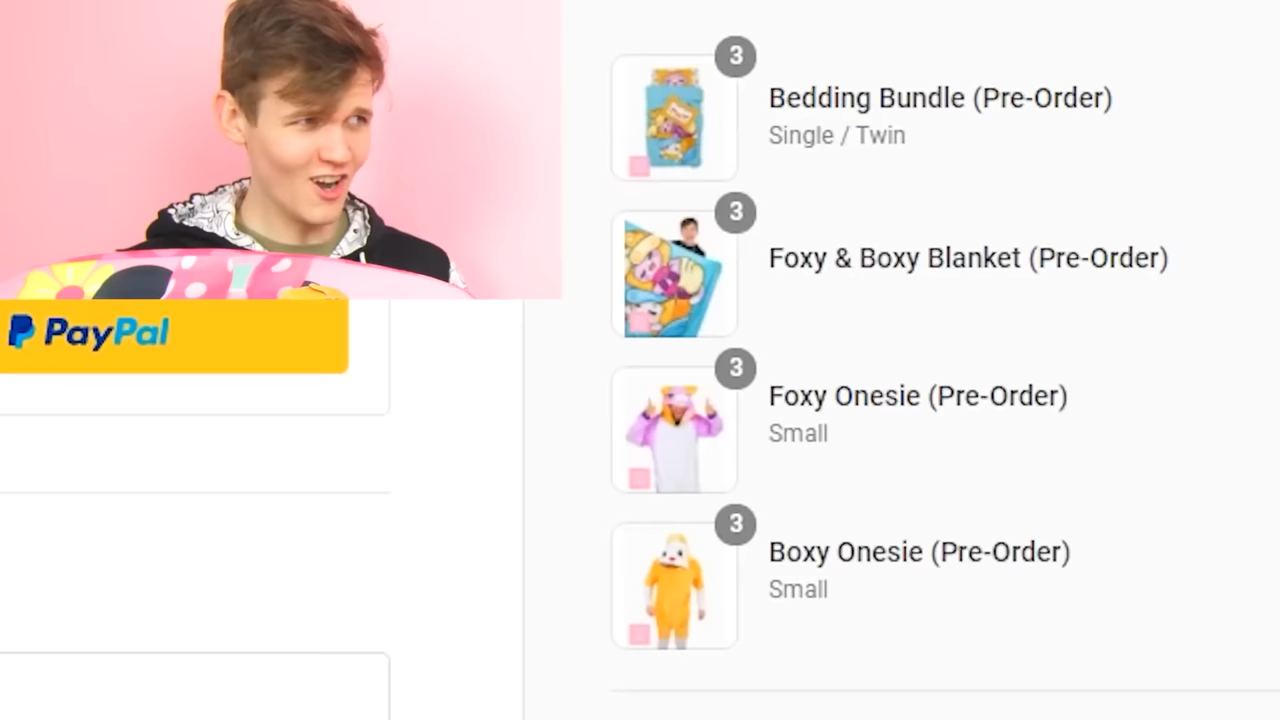 3
Bedding Bundle (Pre-Order)
Single / Twin
3
Foxy & Boxy Blanket (Pre-Order)
PayPal
3
Foxy Onesie (Pre-Order)
Small
3
Boxy Onesie (Pre-Order)
Small